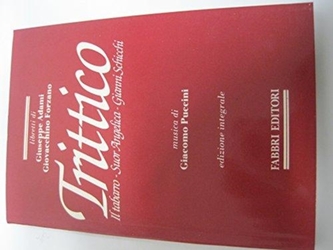 libretti di
Giuseppe Adami
Giovacchino Forzano
Trittico
Il tabarro · Suor Angelica · Gianni Schicchi
musica di
Giacomo Puccini
edizione integrale
FABBRI EDITORI